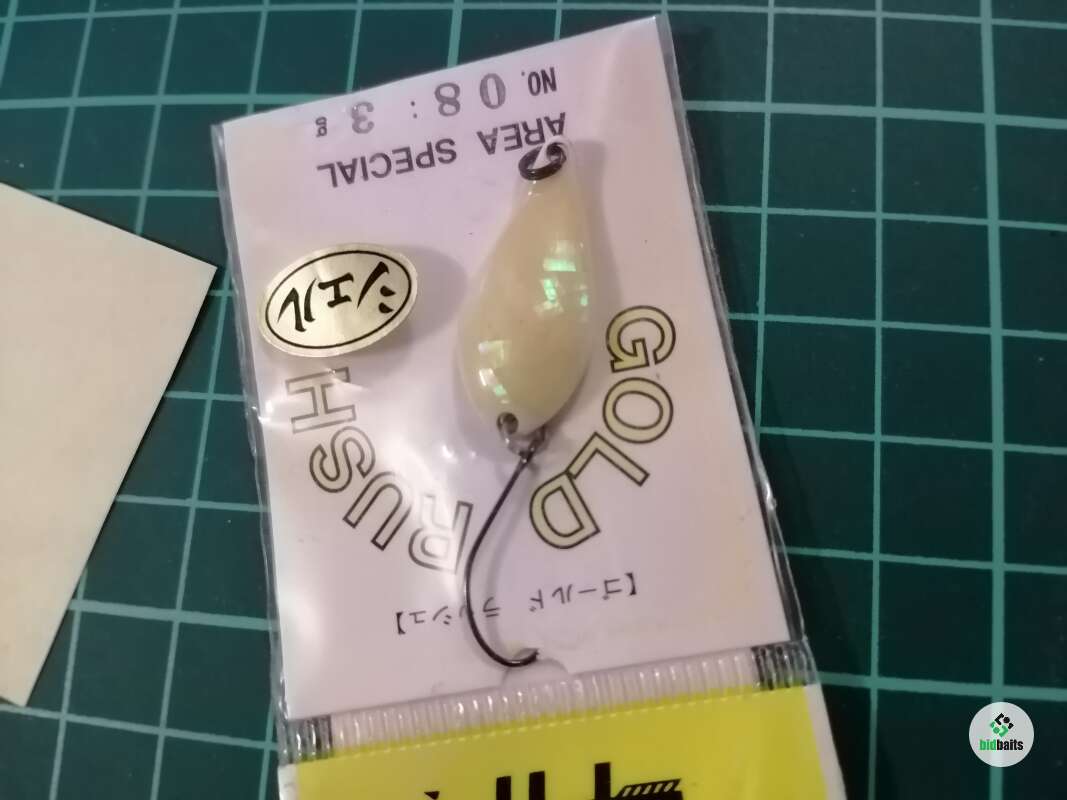 【ゴールド ラッシュ】
GOLD RUSH
シェル
AREA SPECIAL
NO. 08 : 3g
bidbaits